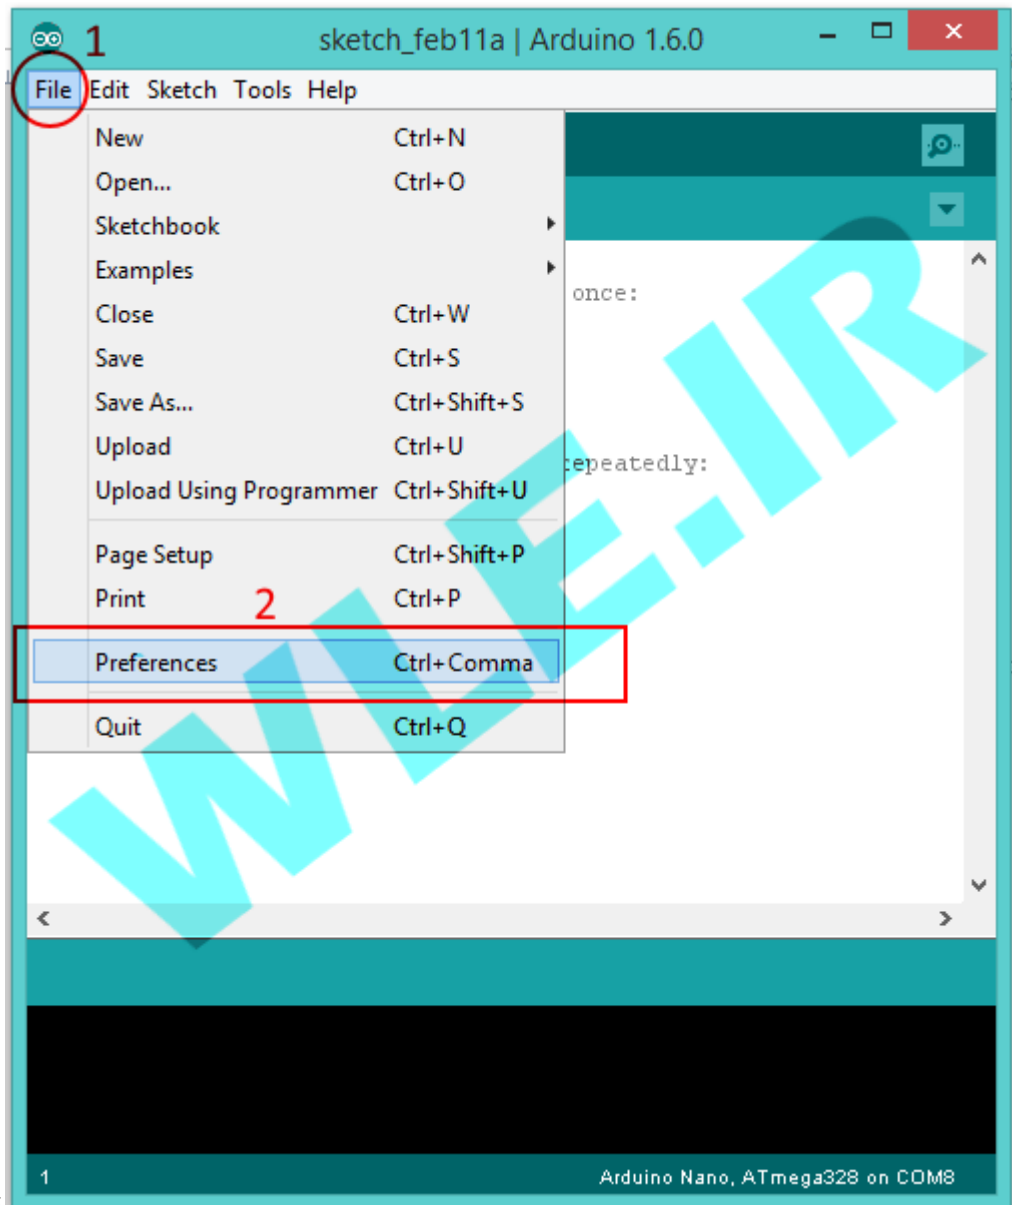 1
sketch_feb11a | Arduino 1.6.0
File Edit Sketch Tools Help
New Ctrl+N
Open... Ctrl+O
Sketchbook
Examples
once:
Close Ctrl+W
Save Ctrl+S
Save As... Ctrl+Shift+S
Upload Ctrl+U
repeatedly:
Upload Using Programmer Ctrl+Shift+U
Page Setup Ctrl+Shift+P
Print Ctrl+P
2
Preferences Ctrl+Comma
Quit Ctrl+Q
WLE.IR
1 Arduino Nano, ATmega328 on COM8